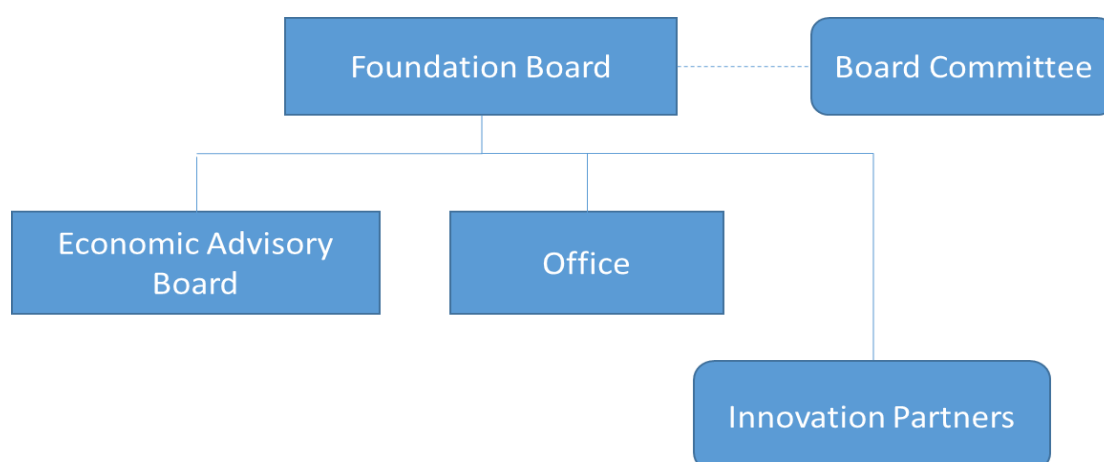 Foundation Board
Board Committee
Economic Advisory
Board
Office
Innovation Partners